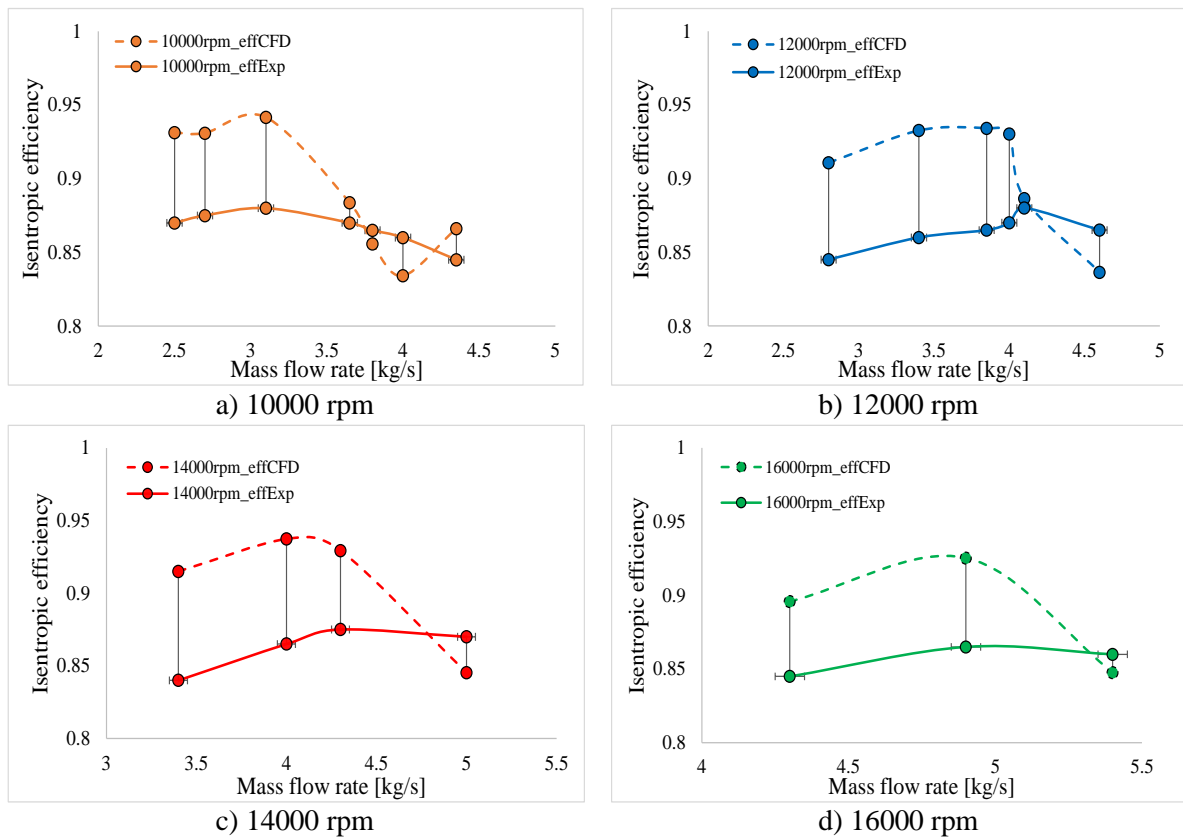 1
0.95
0.9
0.85
0.8
Isentropic efficiency
10000rpm_effCFD
10000rpm_effExp
2 2.5 3 3.5 4 4.5 5
Mass flow rate [kg/s]
a) 10000 rpm
1
0.95
0.9
0.85
0.8
Isentropic efficiency
12000rpm_effCFD
12000rpm_effExp
2 2.5 3 3.5 4 4.5 5
Mass flow rate [kg/s]
b) 12000 rpm
1
0.95
0.9
0.85
0.8
Isentropic efficiency
14000rpm_effCFD
14000rpm_effExp
3 3.5 4 4.5 5 5.5
Mass flow rate [kg/s]
c) 14000 rpm
1
0.95
0.9
0.85
0.8
Isentropic efficiency
16000rpm_effCFD
16000rpm_effExp
4 4.5 5 5.5
Mass flow rate [kg/s]
d) 16000 rpm